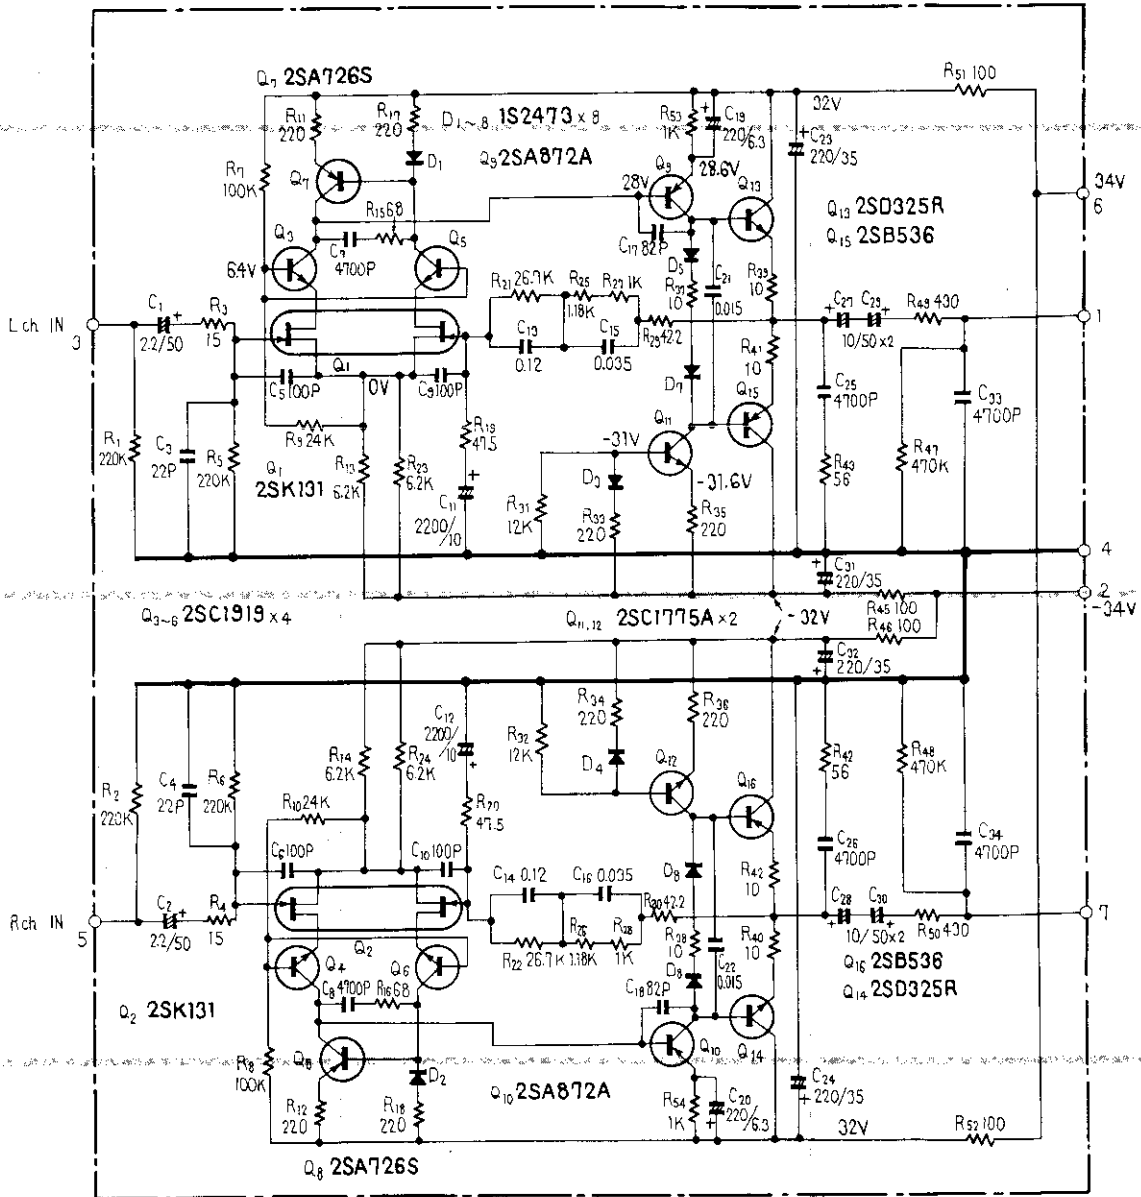 R51 100
Q7 2SA726S
32V
R11 220
R17 220
D1~8 1S2473 × 8
R53 1K
C19 220/6.3
C23 220/35
D1
Q9 2SA872A
Q9
28.6V
28V
Q13
34V
6
R7 100K
Q7
R15 68
Q13 2SD325R
Q15 2SB536
Q3
C7 4700P
Q5
C17 82P
D5
C21 0.015
64V
R21 26.7K
R25 1.18K
R27 1K
R37 10
R39 10
C27
C29
R49 430
L ch IN
3
C1 2.2/50
R3 15
C13 0.12
C15 0.035
R29 42.2
10/50×2
1
R41 10
Q1
C5 100P
0V
C9 100P
D7
Q15
C25 4700P
C33 4700P
R1 220K
C3 22P
R5 220K
R9 24K
R19 47.5
Q11
-31V
Q1 2SK131
R13 6.2K
R23 6.2K
C11 2200/10
R31 12K
D3
R33 220
-31.6V
R35 220
R43 56
R47 470K
4
C31 220/35
2
-34V
Q3~6 2SC1919 × 4
Q11,12 2SC1775A × 2
-32V
R45 100
R46 100
C32 220/35
C12 2200/10
R34 220
R36 220
R32 12K
D4
Q12
Q16
R42 56
R48 470K
R14 6.2K
R24 6.2K
R2 220K
C4 22P
R6 220K
R10 24K
R20 47.5
C26 4700P
C34 4700P
C6 100P
C10 100P
C14 0.12
C16 0.035
D8
R42 10
R ch IN
5
C2 2.2/50
R4 15
R30 42.2
C28
C30
R50 430
10/50×2
7
Q4
Q2
Q6
R22 26.7K
R26 1.18K
R28 1K
R38 10
R40 10
C22 0.015
Q16 2SB536
Q14 2SD325R
C8 4700P
R16 68
D8
C18 82P
Q2 2SK131
Q10
Q14
R8 100K
Q8
D2
Q10 2SA872A
R12 220
R18 220
R54 1K
C20 220/6.3
C24 220/35
32V
R52 100
Q8 2SA726S